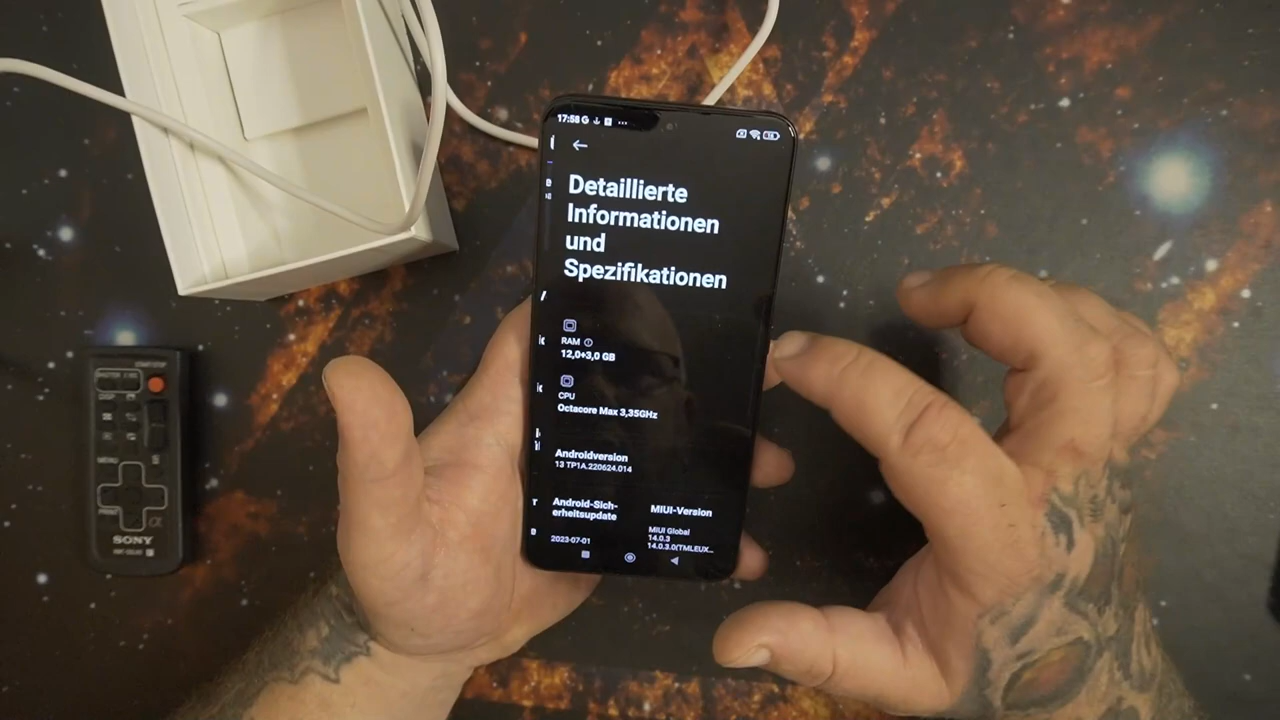 17:58 G
Detaillierte
Informationen
und
Spezifikationen
RAM
12,0+3,0 GB
CPU
Octacore Max 3,35GHz
Androidversion
13 TP1A.220624.014
Android-Sich-
erheitsupdate
2023-07-01
MIUI-Version
MIUI Global
14.0.3
14.0.3.0(TMLEUX...
MENU
SONY